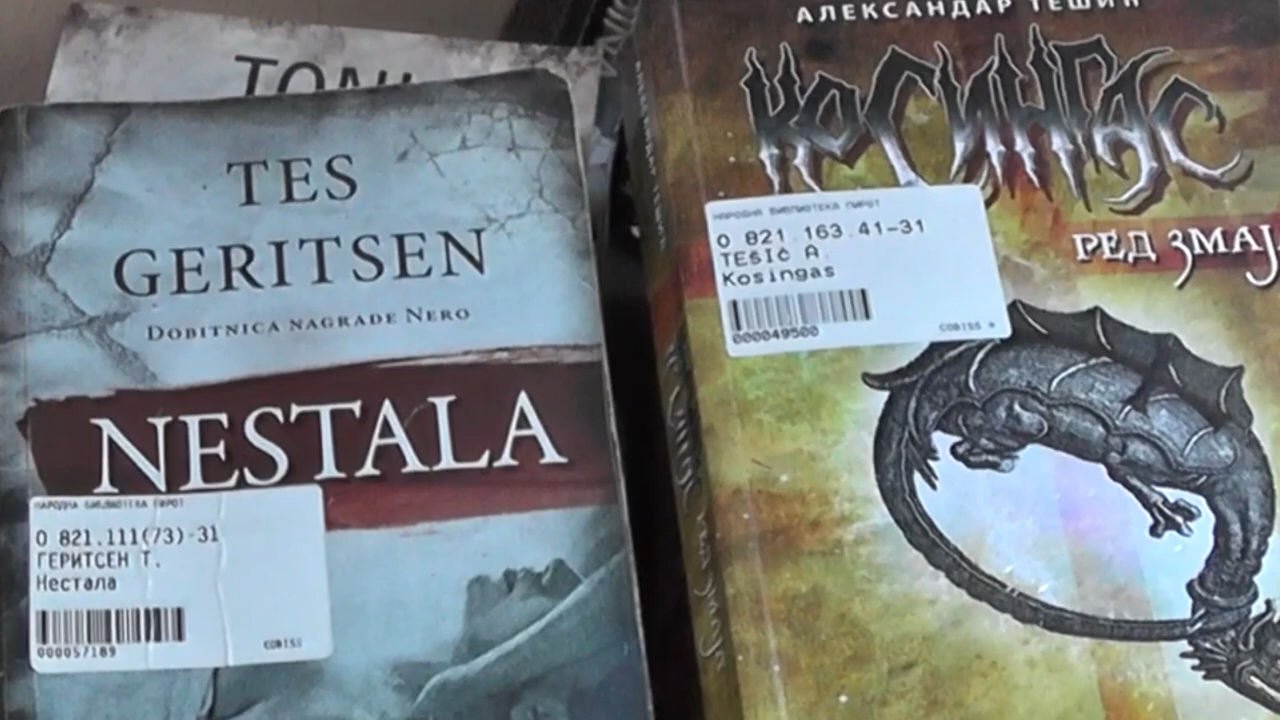 TES
GERITSEN
DOBITNICA NAGRADE NERO
NESTALA
НАРОДНА БИБЛИОТЕКА ПИРОТ
O 821.111(73)-31
ГЕРИТСЕН Т.
Нестала
000057189
COBISS
АЛЕКСАНДАР ТЕШИЋ
КОСИНГАС
РЕД ЗМАЈ
НАРОДНА БИБЛИОТЕКА ПИРОТ
O 821.163.41-31
TEŠIĆ A.
Kosingas
000049500
COBISS